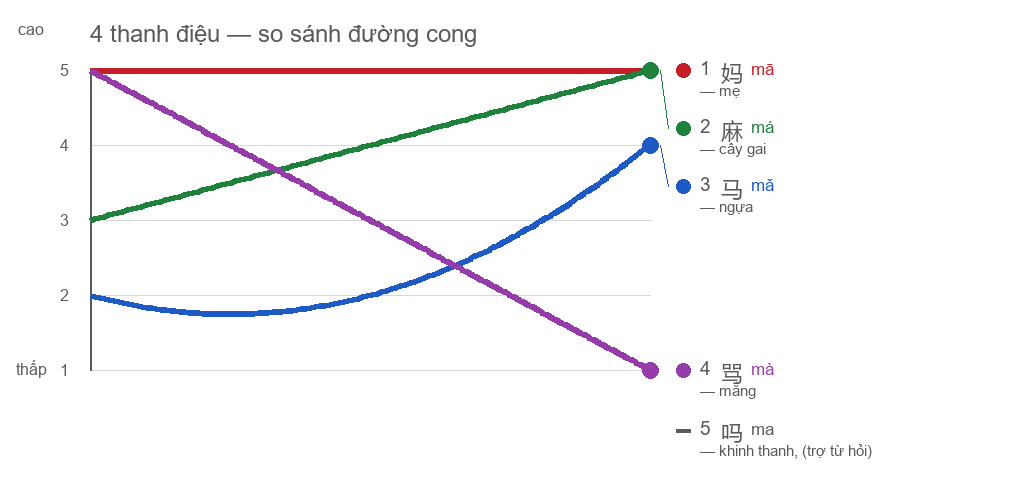 cao
4 thanh điệu — so sánh đường cong
5
4
3
2
thấp 1
1 妈 mā
— mẹ
2 麻 má
— cây gai
3 马 mǎ
— ngựa
4 骂 mà
— mắng
5 吗 ma
— khinh thanh, (trợ từ hỏi)